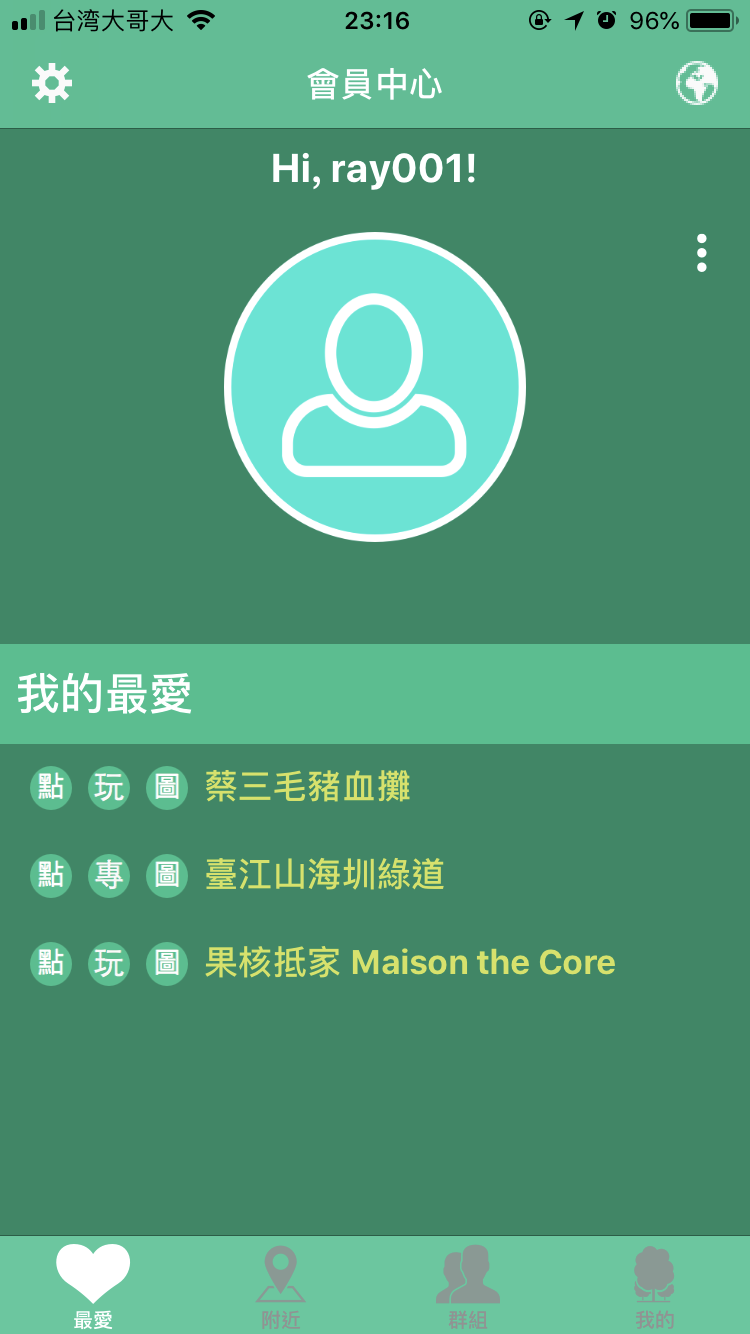 台湾大哥大 23:16 96%
會員中心
Hi, ray001!
我的最愛
點 玩 圖 蔡三毛豬血攤
點 專 圖 臺江山海圳綠道
點 玩 圖 果核抵家 Maison the Core
最愛 附近 群組 我的